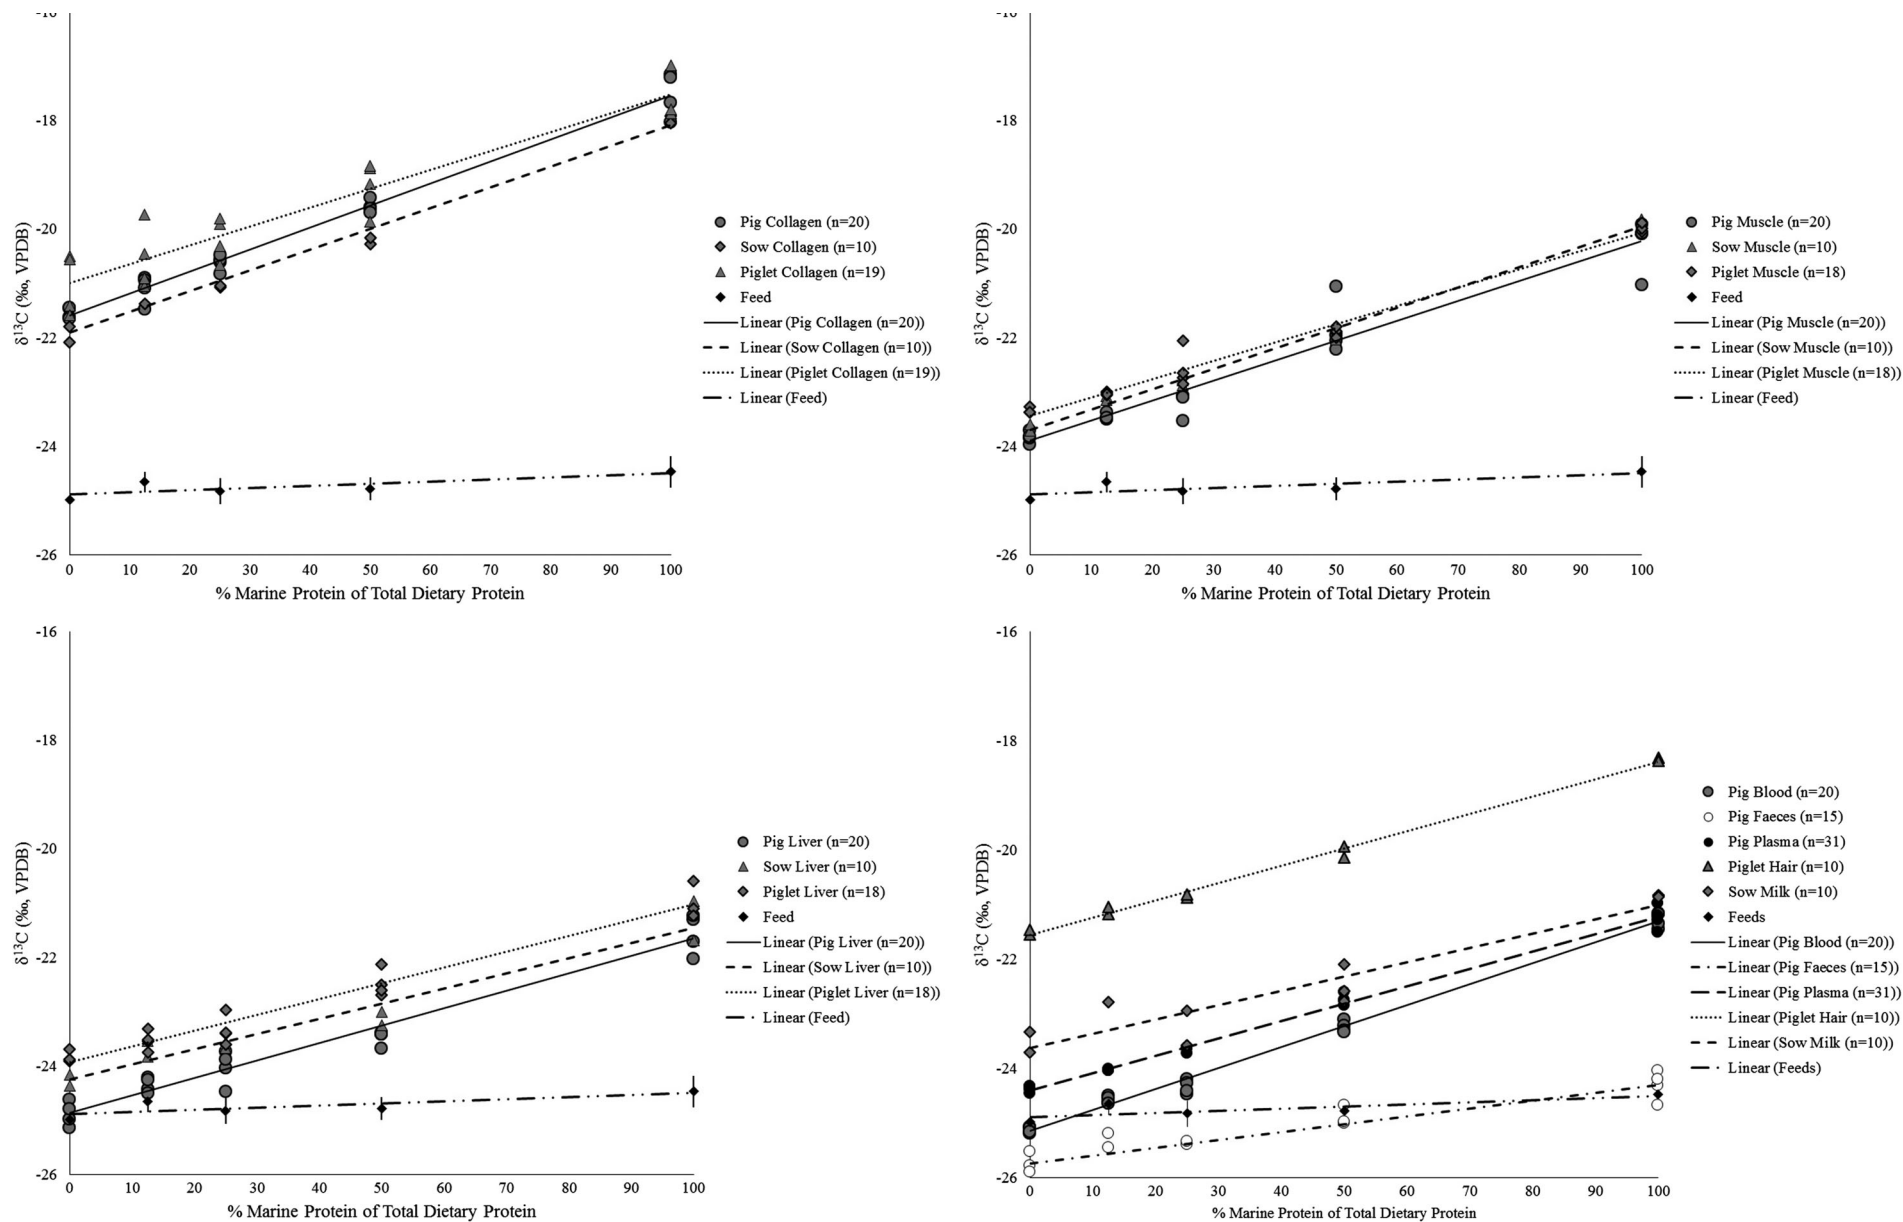 -16
-18
-20
-22
-24
-26
δ13C (‰, VPDB)
0 10 20 30 40 50 60 70 80 90 100
% Marine Protein of Total Dietary Protein
Pig Collagen (n=20)
Sow Collagen (n=10)
Piglet Collagen (n=19)
Feed
Linear (Pig Collagen (n=20))
Linear (Sow Collagen (n=10))
Linear (Piglet Collagen (n=19))
Linear (Feed)
-16
-18
-20
-22
-24
-26
δ13C (‰, VPDB)
0 10 20 30 40 50 60 70 80 90 100
% Marine Protein of Total Dietary Protein
Pig Muscle (n=20)
Sow Muscle (n=10)
Piglet Muscle (n=18)
Feed
Linear (Pig Muscle (n=20))
Linear (Sow Muscle (n=10))
Linear (Piglet Muscle (n=18))
Linear (Feed)
-16
-18
-20
-22
-24
-26
δ13C (‰, VPDB)
0 10 20 30 40 50 60 70 80 90 100
% Marine Protein of Total Dietary Protein
Pig Liver (n=20)
Sow Liver (n=10)
Piglet Liver (n=18)
Feed
Linear (Pig Liver (n=20))
Linear (Sow Liver (n=10))
Linear (Piglet Liver (n=18))
Linear (Feed)
-16
-18
-20
-22
-24
-26
δ13C (‰, VPDB)
0 10 20 30 40 50 60 70 80 90 100
% Marine Protein of Total Dietary Protein
Pig Blood (n=20)
Pig Faeces (n=15)
Pig Plasma (n=31)
Piglet Hair (n=10)
Sow Milk (n=10)
Feeds
Linear (Pig Blood (n=20))
Linear (Pig Faeces (n=15))
Linear (Pig Plasma (n=31))
Linear (Piglet Hair (n=10))
Linear (Sow Milk (n=10))
Linear (Feeds)